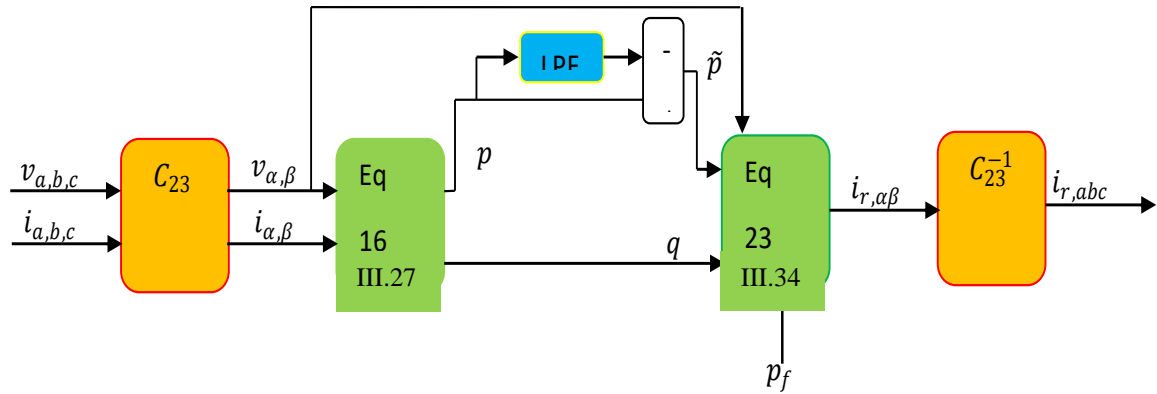 LPF
-
p̃
v_{a,b,c}
i_{a,b,c}
C_{23}
v_{α,β}
i_{α,β}
Eq
16
III.27
p
q
Eq
23
III.34
p_f
i_{r,αβ}
C_{23}^{-1}
i_{r,abc}